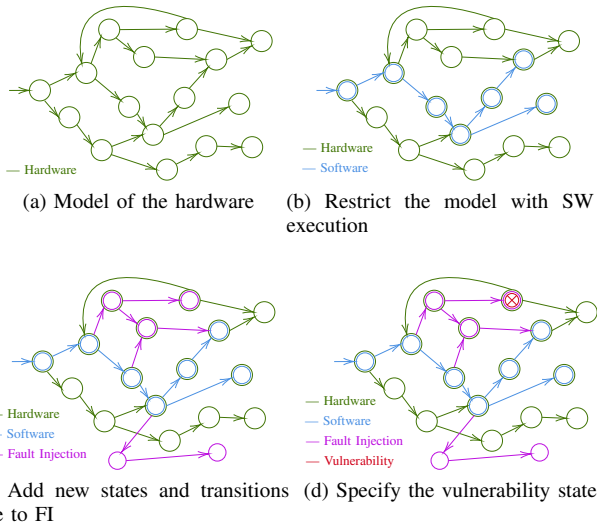 Hardware
Hardware
Software
(a) Model of the hardware
(b) Restrict the model with SW
execution
Hardware
Software
Fault Injection
Hardware
Software
Fault Injection
Vulnerability
Add new states and transitions
e to FI
(d) Specify the vulnerability state